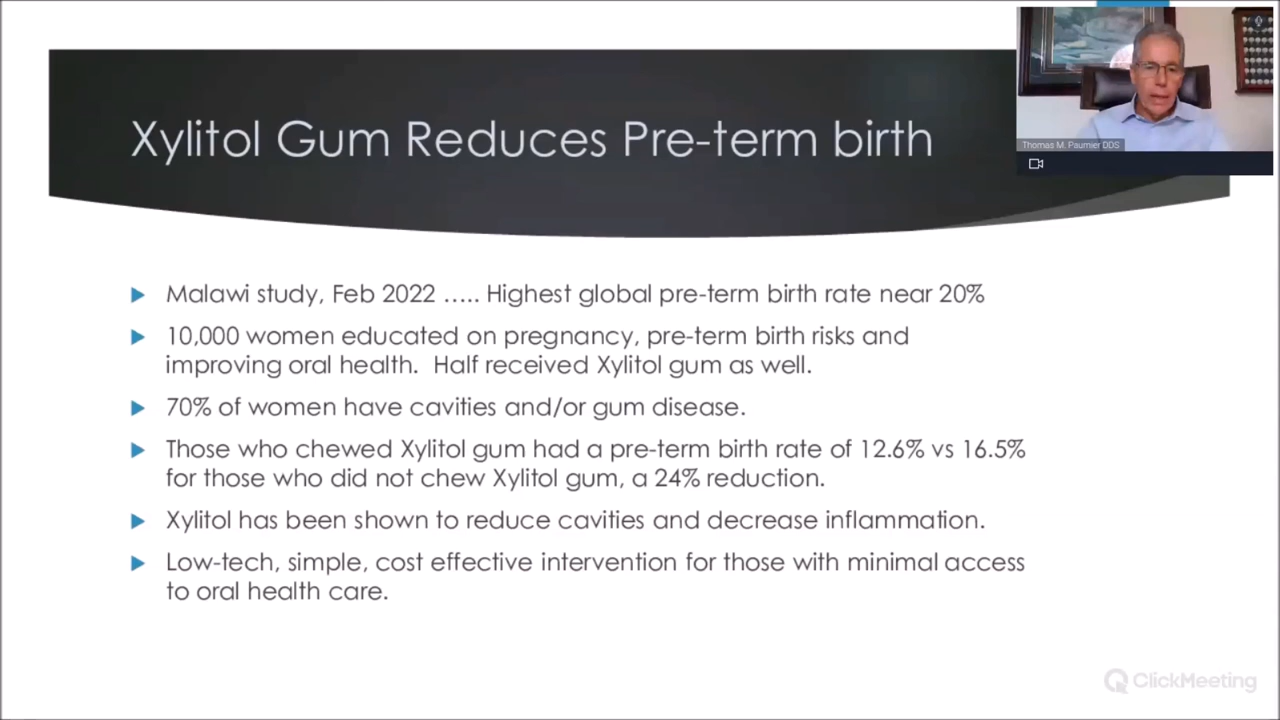 Xylitol Gum Reduces Pre-term birth
Thomas M. Paumier DDS
Malawi study, Feb 2022 ..... Highest global pre-term birth rate near 20%
10,000 women educated on pregnancy, pre-term birth risks and
improving oral health.  Half received Xylitol gum as well.
70% of women have cavities and/or gum disease.
Those who chewed Xylitol gum had a pre-term birth rate of 12.6% vs 16.5%
for those who did not chew Xylitol gum, a 24% reduction.
Xylitol has been shown to reduce cavities and decrease inflammation.
Low-tech, simple, cost effective intervention for those with minimal access
to oral health care.
ClickMeeting